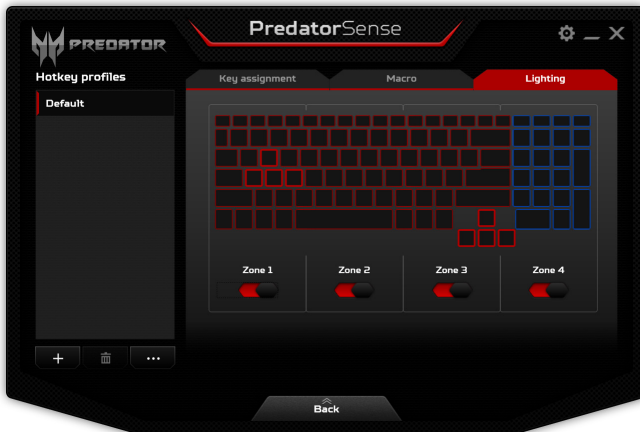 PredatorSense
PREDATOR
Hotkey profiles
Key assignment
Macro
Lighting
Default
Zone 1
Zone 2
Zone 3
Zone 4
Back